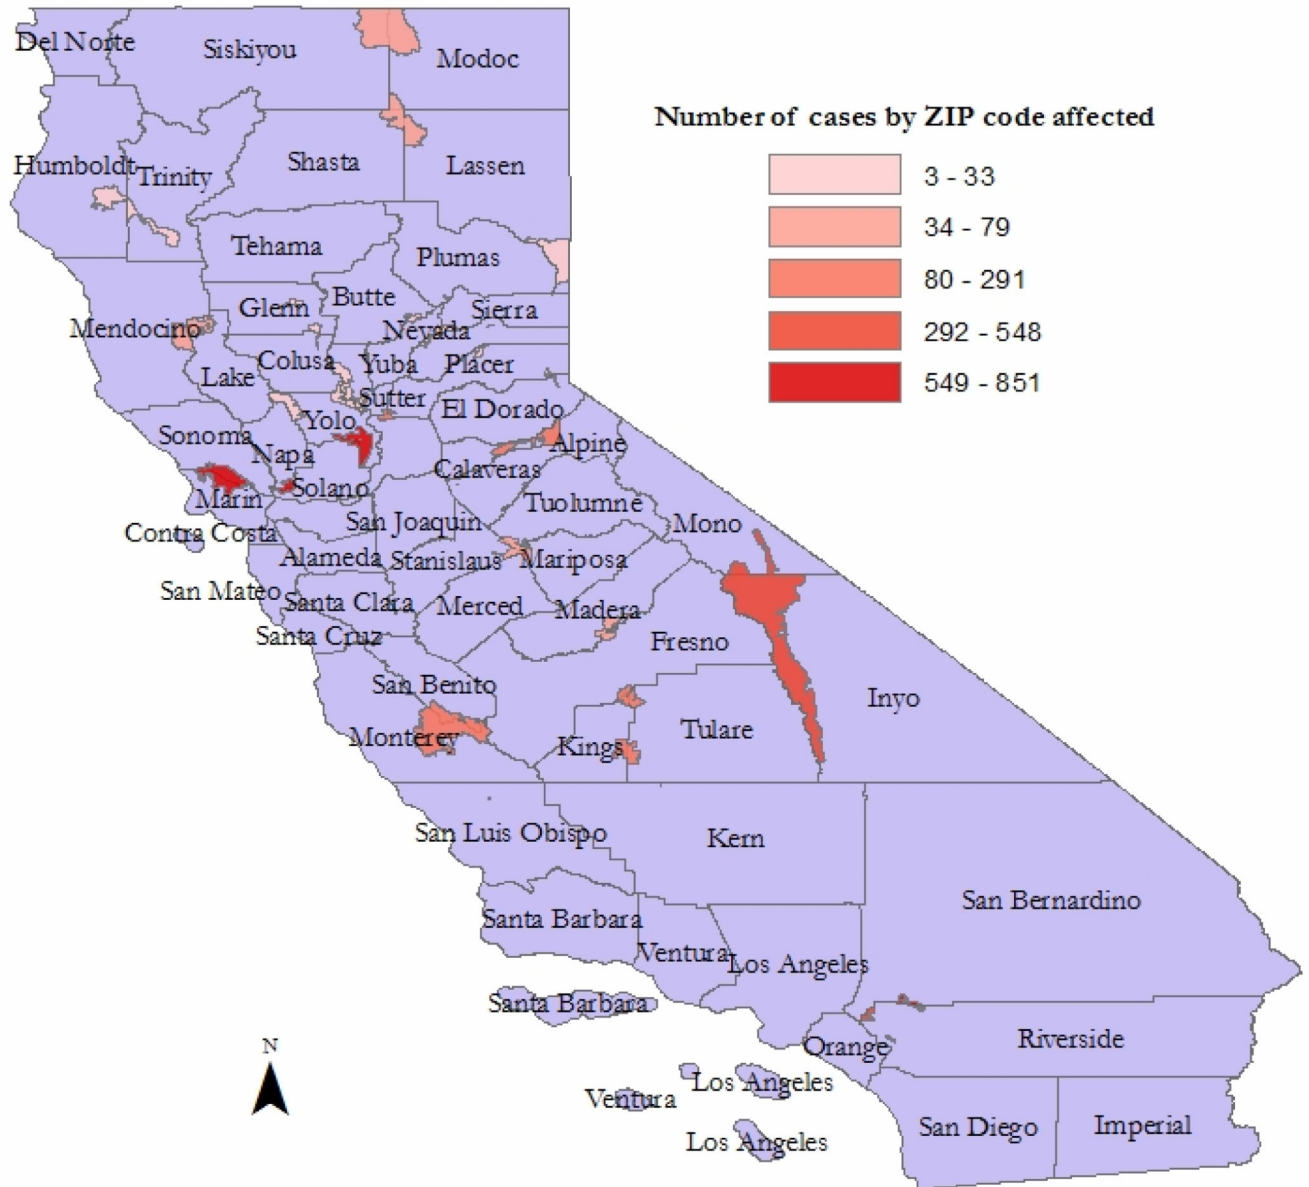 Del Norte
Siskiyou
Modoc
Number of cases by ZIP code affected
3 - 33
34 - 79
80 - 291
292 - 548
549 - 851
Humboldt
Trinity
Shasta
Lassen
Tehama
Plumas
Glenn
Butte
Sierra
Mendocino
Nevada
Colusa
Yuba
Placer
Lake
Sutter
El Dorado
Yolo
Sonoma
Napa
Alpine
Calaveras
Solano
Marin
Tuolumne
San Joaquin
Mono
Contra Costa
Alameda
Stanislaus
Mariposa
San Mateo
Santa Clara
Merced
Madera
Santa Cruz
Fresno
San Benito
Inyo
Monterey
Kings
Tulare
San Luis Obispo
Kern
San Bernardino
Santa Barbara
Ventura
Los Angeles
Santa Barbara
Orange
Riverside
N
Los Angeles
Ventura
San Diego
Imperial
Los Angeles